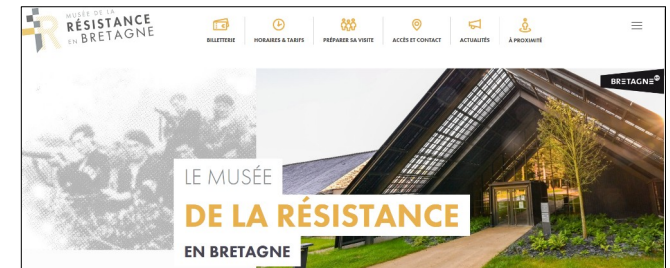 MUSÉE DE LA
RÉSISTANCE
EN BRETAGNE
BILLETTERIE
HORAIRES & TARIFS
PRÉPARER SA VISITE
ACCÈS ET CONTACT
ACTUALITÉS
À PROXIMITÉ
BRETAGNE
LE MUSÉE
DE LA RÉSISTANCE
EN BRETAGNE